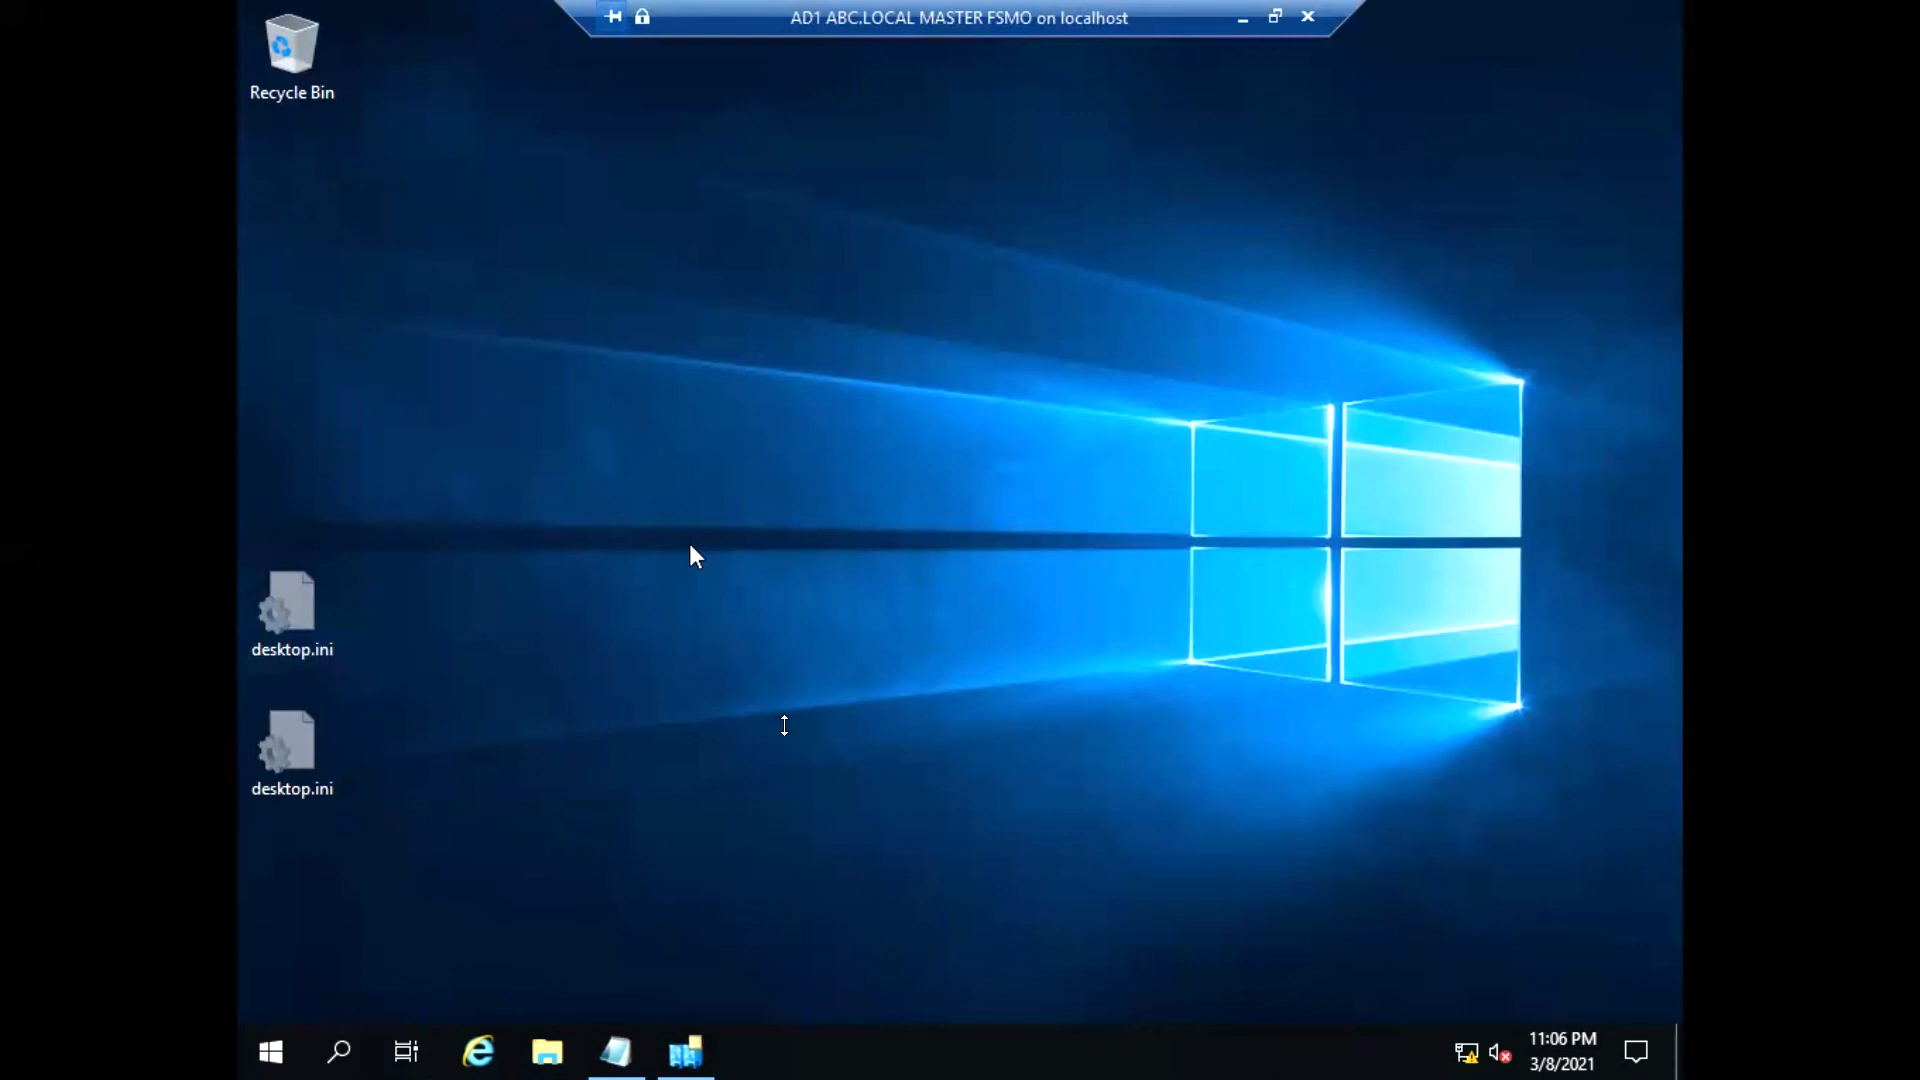 AD1 ABC.LOCAL MASTER FSMO on localhost
Recycle Bin
desktop.ini
desktop.ini
11:06 PM
3/8/2021